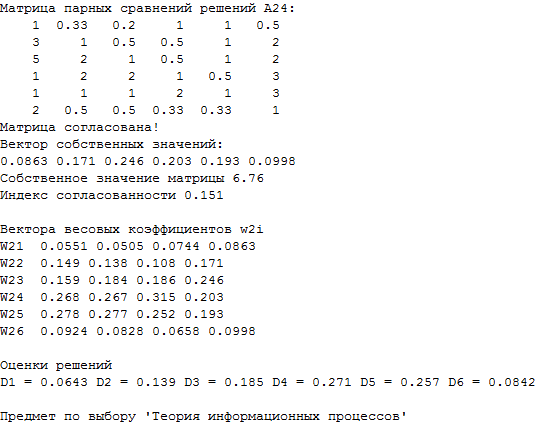 Матрица парных сравнений решений A24:
1 0.33 0.2 1 1 0.5
3 1 0.5 0.5 1 2
5 2 1 0.5 1 2
1 2 2 1 0.5 3
1 1 1 2 1 3
2 0.5 0.5 0.33 0.33 1
Матрица согласована!
Вектор собственных значений:
0.0863 0.171 0.246 0.203 0.193 0.0998
Собственное значение матрицы 6.76
Индекс согласованности 0.151
Вектора весовых коэффициентов w2i
W21 0.0551 0.0505 0.0744 0.0863
W22 0.149 0.138 0.108 0.171
W23 0.159 0.184 0.186 0.246
W24 0.268 0.267 0.315 0.203
W25 0.278 0.277 0.252 0.193
W26 0.0924 0.0828 0.0658 0.0998
Оценки решений
D1 = 0.0643 D2 = 0.139 D3 = 0.185 D4 = 0.271 D5 = 0.257 D6 = 0.0842
Предмет по выбору 'Теория информационных процессов'